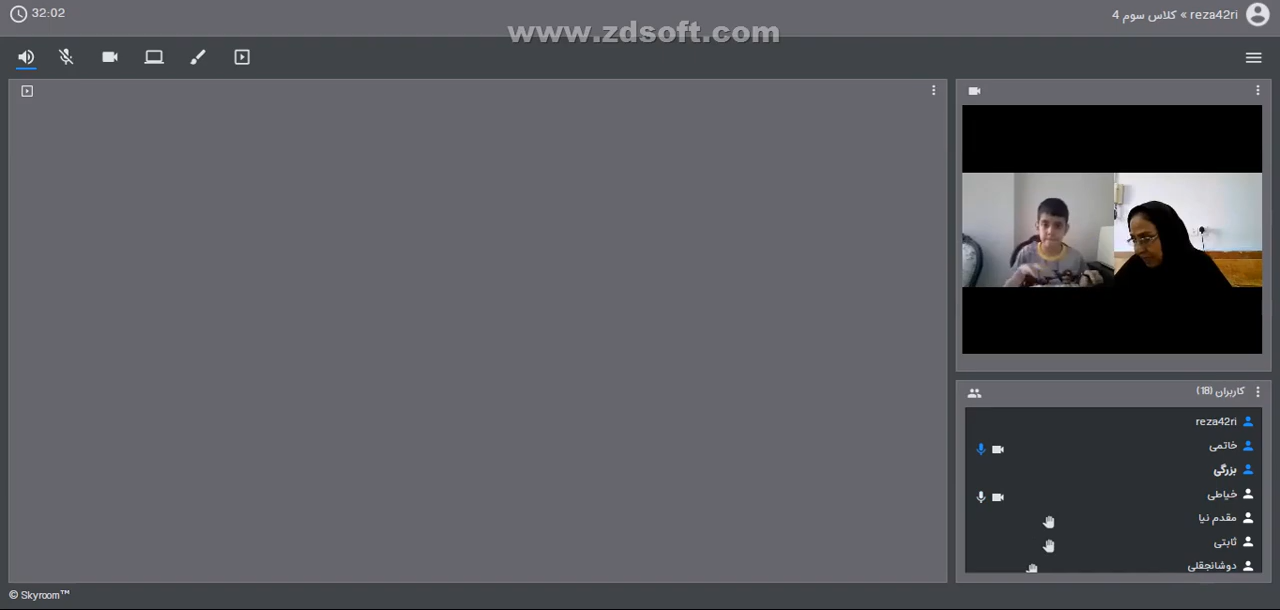 32:02
www.zdsoft.com
reza42ri » کلاس سوم 4
کاربران (18)
reza42ri
خاتمی
بزرگی
خیاطی
مقدم نیا
ثابتی
دوشانجقلی
© Skyroom™